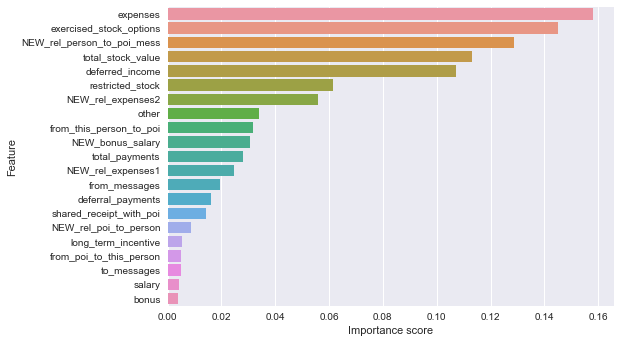 expenses
exercised_stock_options
NEW_rel_person_to_poi_mess
total_stock_value
deferred_income
restricted_stock
NEW_rel_expenses2
other
from_this_person_to_poi
NEW_bonus_salary
total_payments
NEW_rel_expenses1
from_messages
deferral_payments
shared_receipt_with_poi
NEW_rel_poi_to_person
long_term_incentive
from_poi_to_this_person
to_messages
salary
bonus
Feature
0.00 0.02 0.04 0.06 0.08 0.10 0.12 0.14 0.16
Importance score